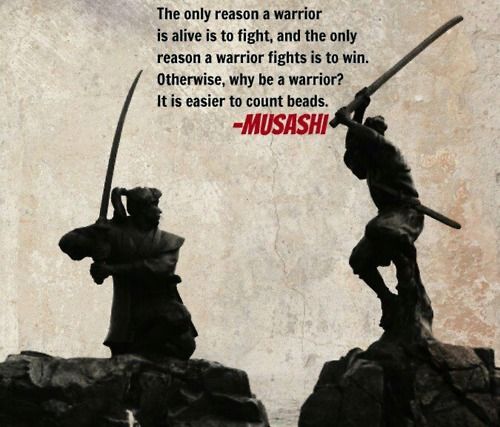 The only reason a warrior
is alive is to fight, and the only
reason a warrior fights is to win.
Otherwise, why be a warrior?
It is easier to count beads.
-MUSASHI